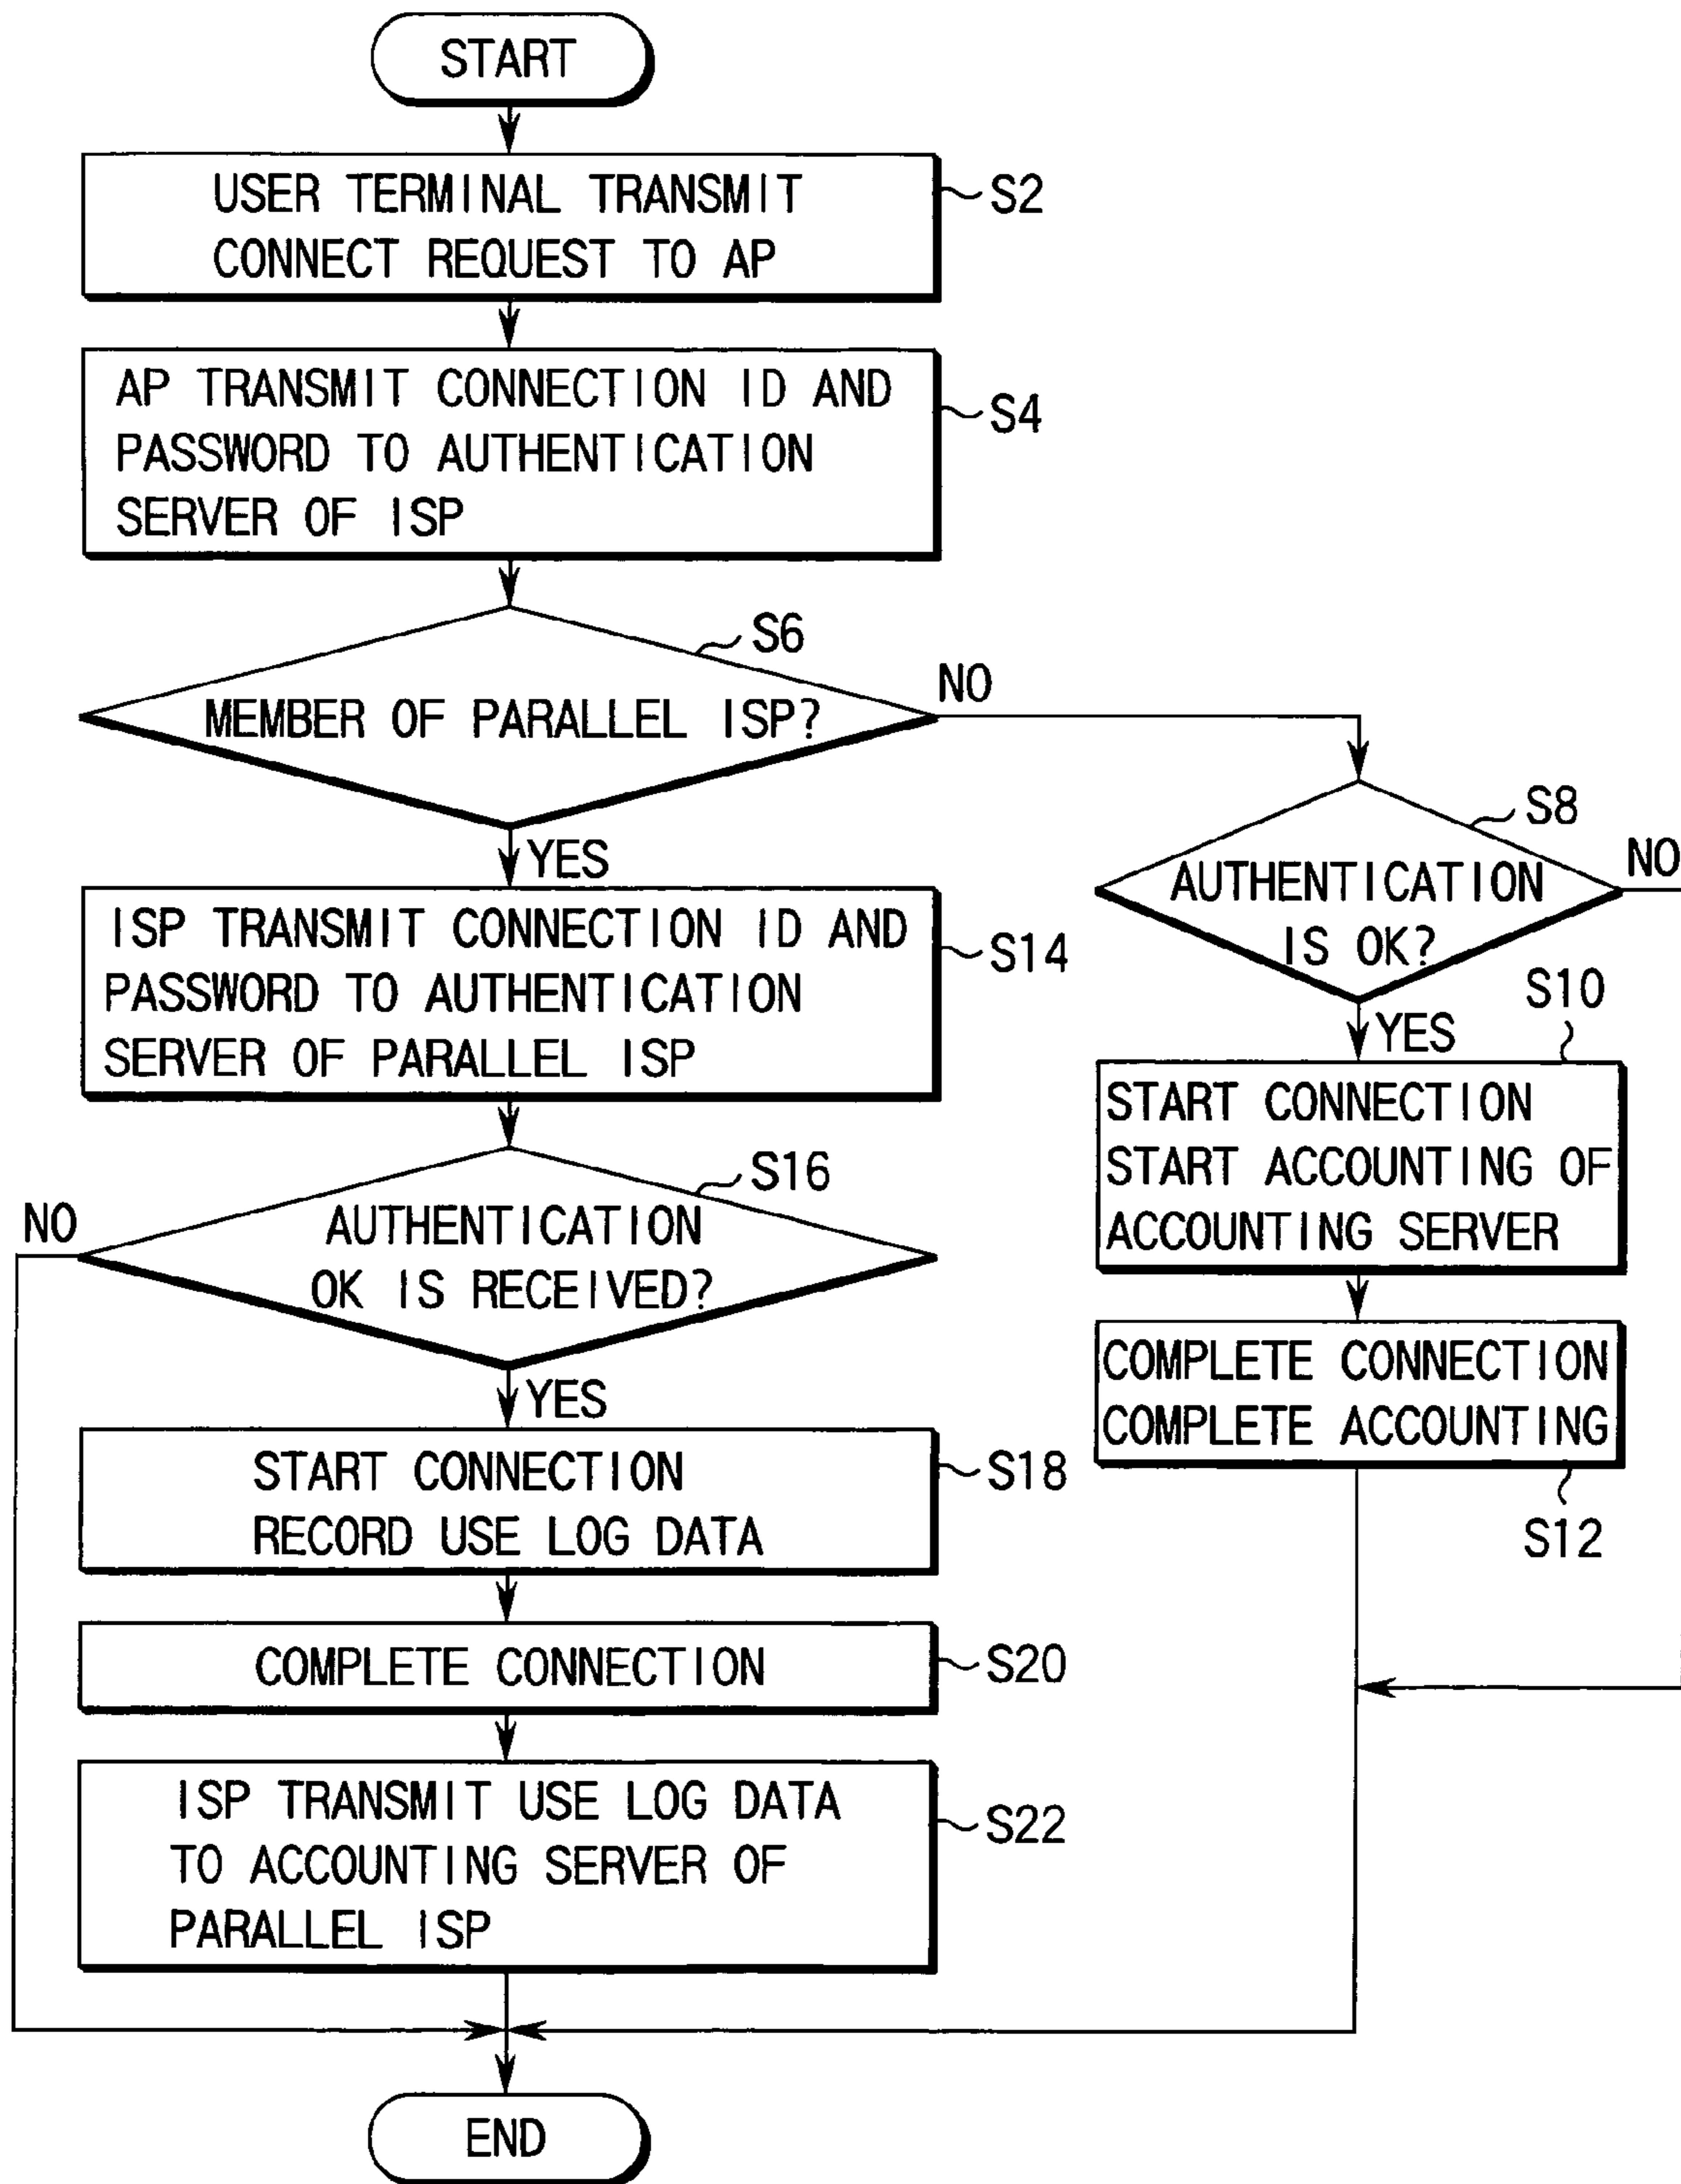 START
USER TERMINAL TRANSMIT
CONNECT REQUEST TO AP
S2
AP TRANSMIT CONNECTION ID AND
PASSWORD TO AUTHENTICATION
SERVER OF ISP
S4
S6
MEMBER OF PARALLEL ISP?
NO
YES
S8
AUTHENTICATION
IS OK?
NO
YES
S10
START CONNECTION
START ACCOUNTING OF
ACCOUNTING SERVER
COMPLETE CONNECTION
COMPLETE ACCOUNTING
S12
ISP TRANSMIT CONNECTION ID AND
PASSWORD TO AUTHENTICATION
SERVER OF PARALLEL ISP
S14
S16
AUTHENTICATION
OK IS RECEIVED?
NO
YES
START CONNECTION
RECORD USE LOG DATA
S18
COMPLETE CONNECTION
S20
ISP TRANSMIT USE LOG DATA
TO ACCOUNTING SERVER OF
PARALLEL ISP
S22
END